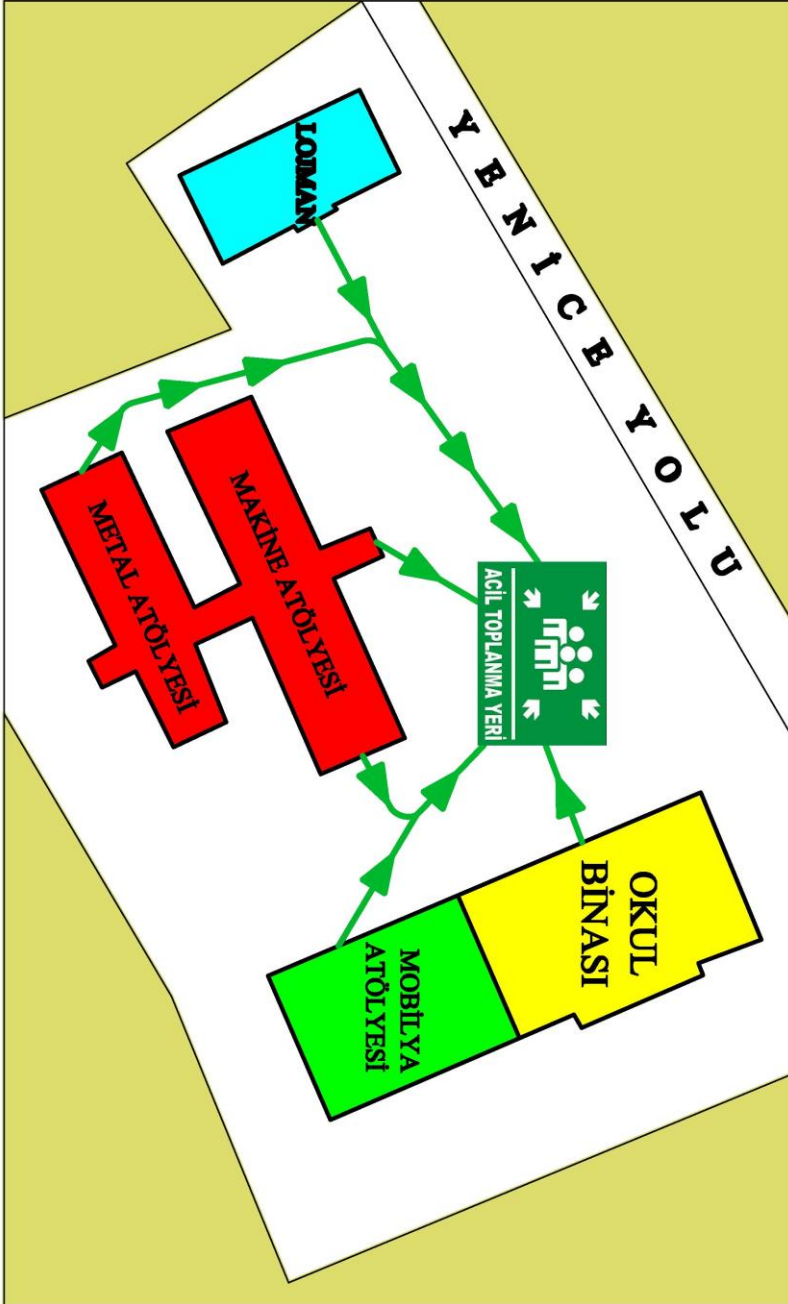 YENİCE YOLU
LOJMAN
MAKİNE ATÖLYESİ
METAL ATÖLYESİ
ACİL TOPLANMA YERİ
OKUL
BİNASI
MOBİLYA
ATÖLYESİ